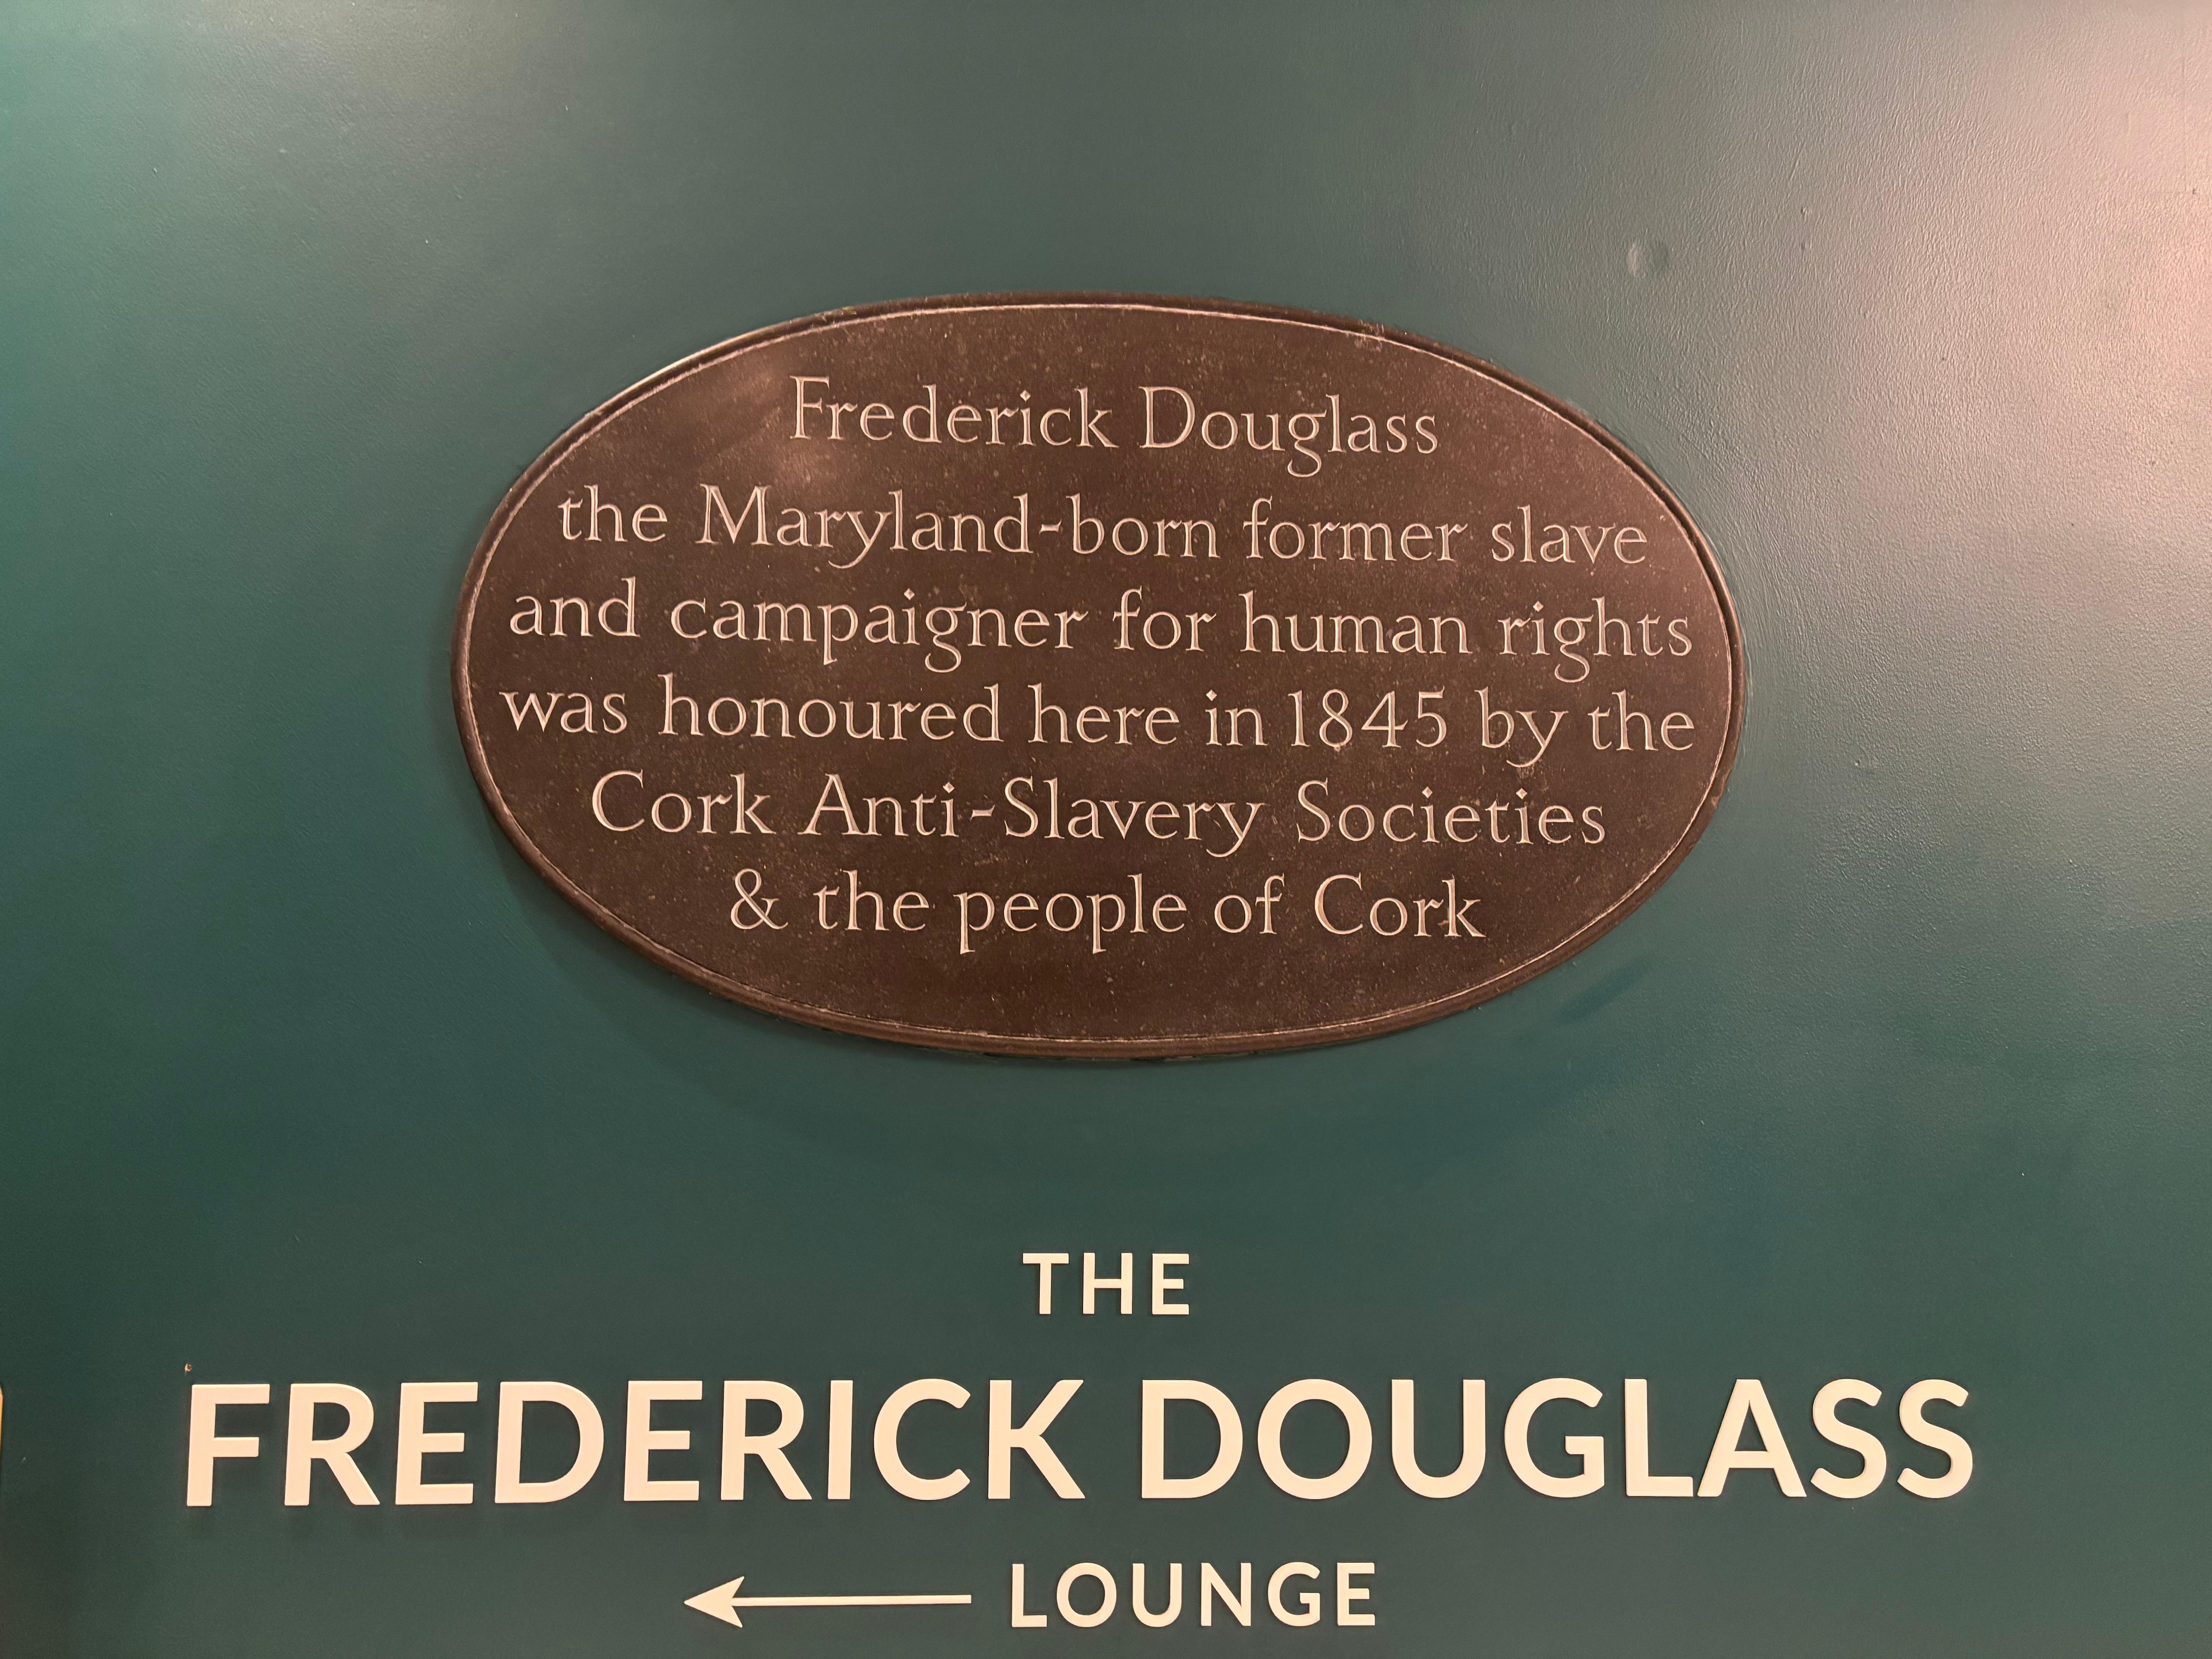 Frederick Douglass
the Maryland-born former slave
and campaigner for human rights
was honoured here in 1845 by the
Cork Anti-Slavery Societies
& the people of Cork
THE
FREDERICK DOUGLASS
LOUNGE